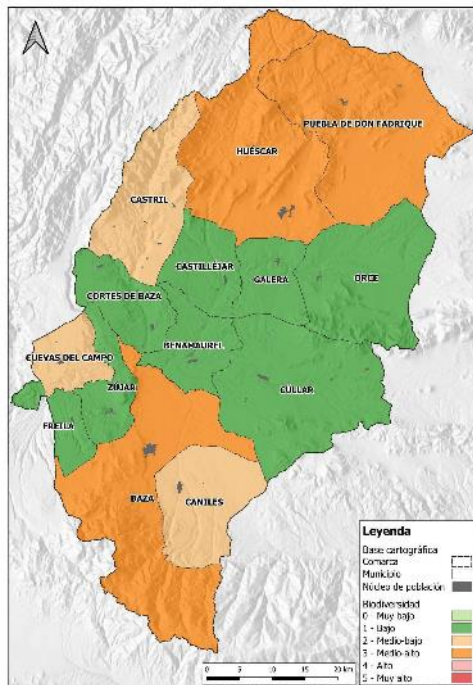 PUEBLA DE DON FADRIQUE
HUÉSCAR
CASTRIL
CASTILLÉJAR
GALERA
ORCE
CORTES DE BAZA
BENAMAUREL
CUEVAS DEL CAMPO
ZÚJAR
CÚLLAR
FREILA
BAZA
CANILES
Leyenda
Base cartográfica
Comarca
Municipio
Núcleo de población
Biodiversidad
0 - Muy bajo
1 - Bajo
2 - Medio-bajo
3 - Medio-alto
4 - Alto
5 - Muy alto
0 5 10 15 20 km